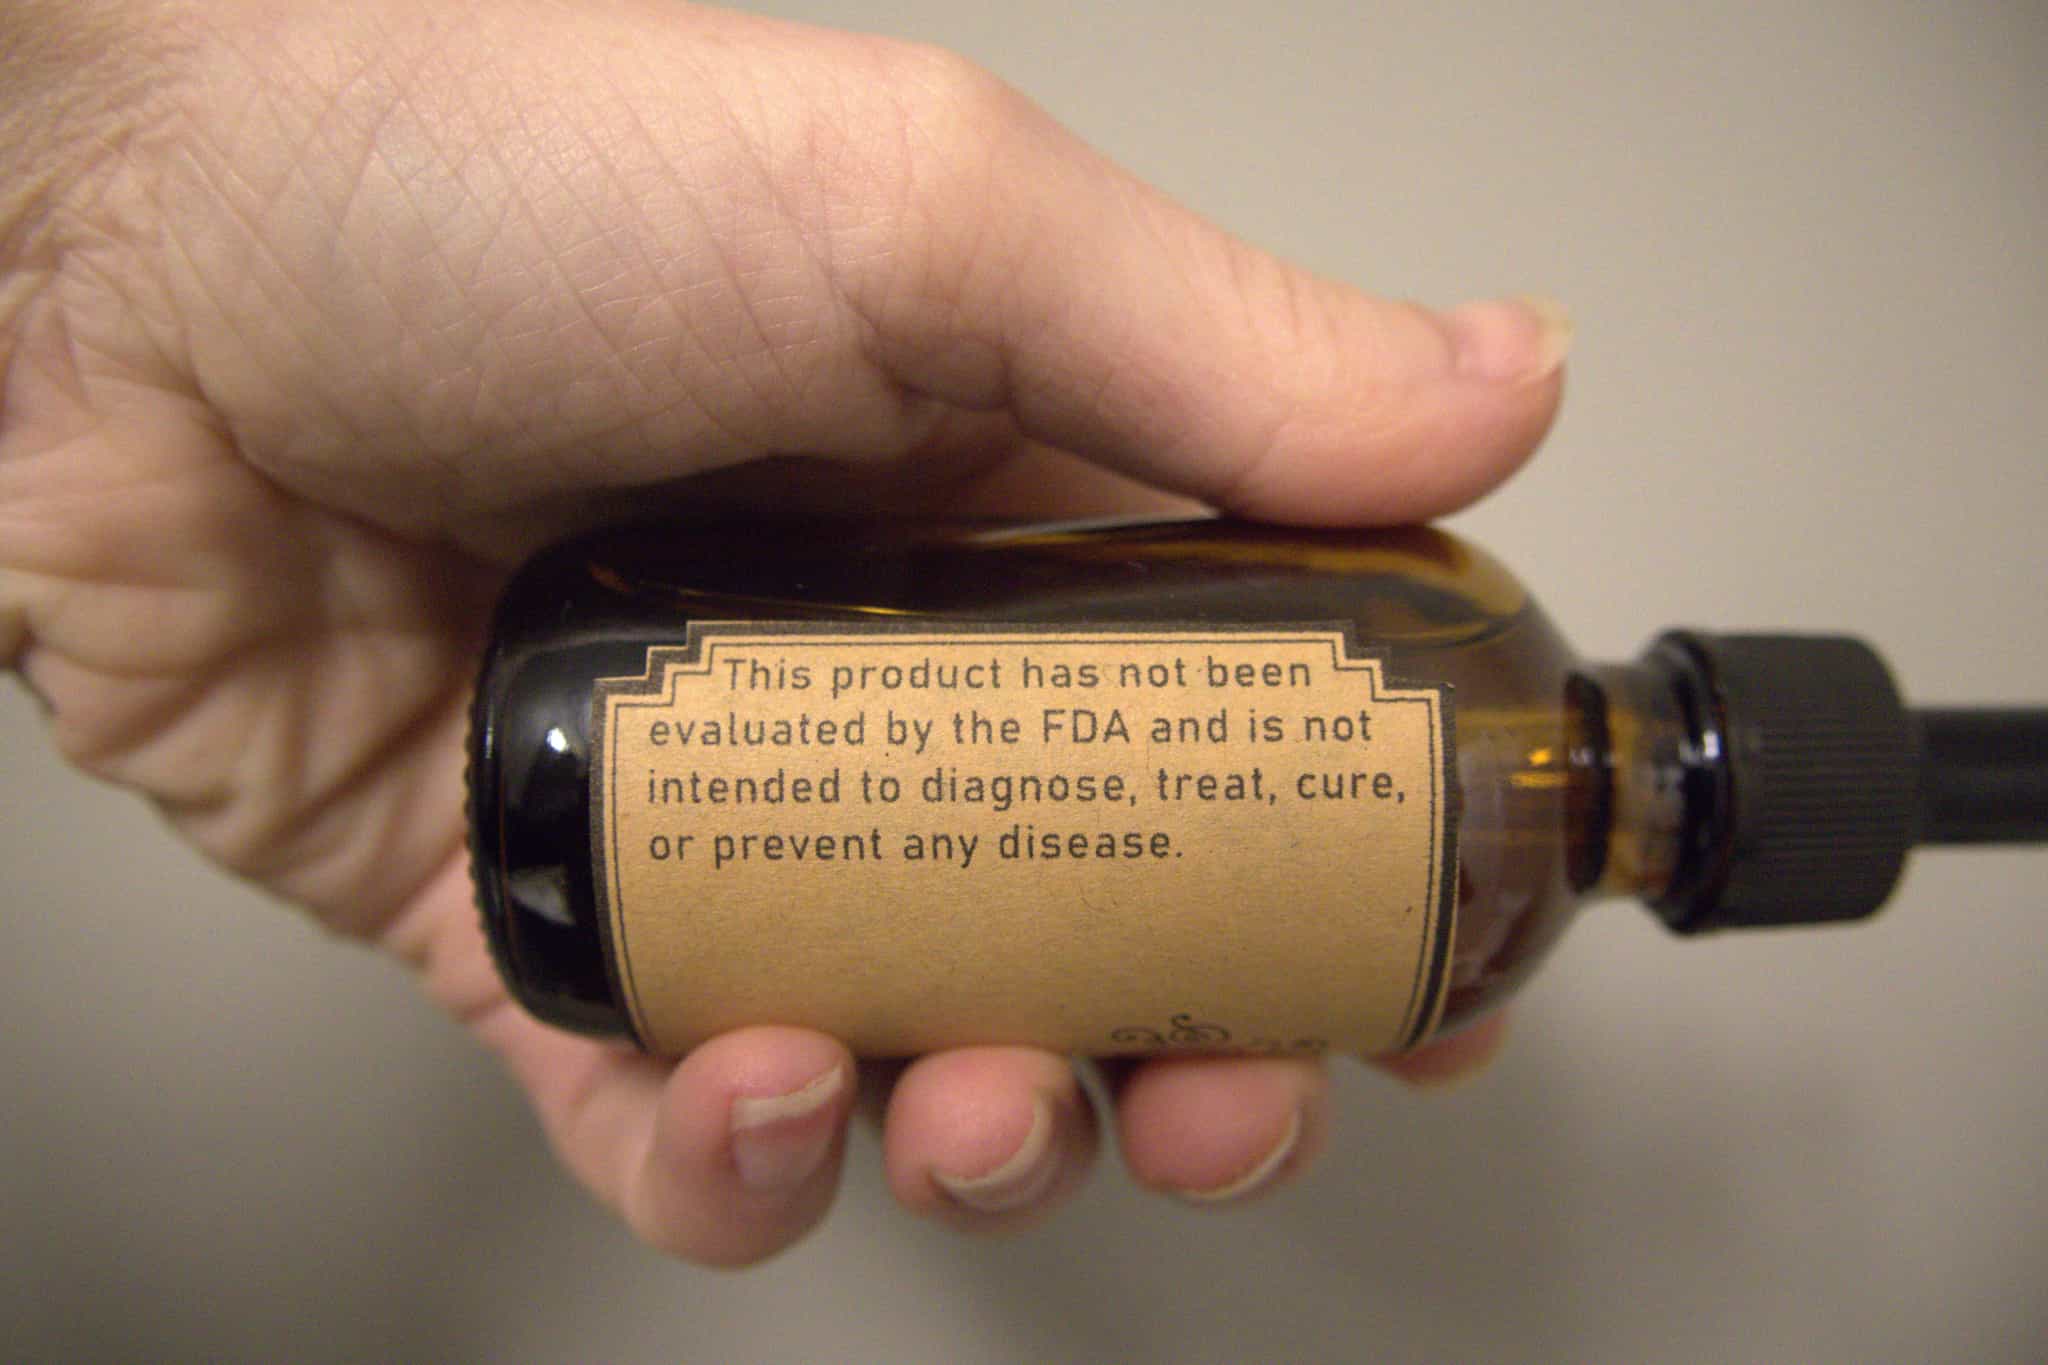 This product has not been
evaluated by the FDA and is not
intended to diagnose, treat, cure,
or prevent any disease.